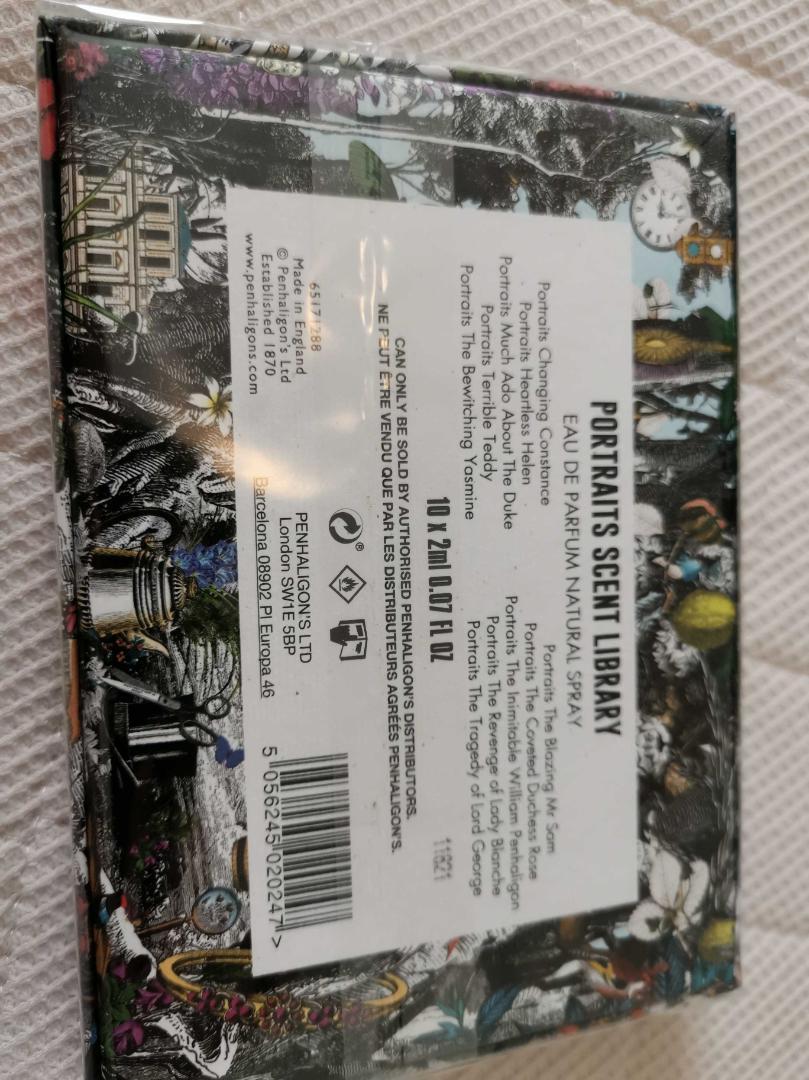 PORTRAITS SCENT LIBRARY
EAU DE PARFUM NATURAL SPRAY
Portraits Changing Constance
Portraits Heartless Helen
Portraits Much Ado About The Duke
Portraits Terrible Teddy
Portraits The Bewitching Yasmine
Portraits The Blazing Mr Sam
Portraits The Coveted Duchess Rose
Portraits The Inimitable William Penhaligon
Portraits The Revenge of Lady Blanche
Portraits The Tragedy of Lord George
10 x 2ml 0.07 FL OZ
11021
CAN ONLY BE SOLD BY AUTHORISED PENHALIGON'S DISTRIBUTORS.
NE PEUT ÊTRE VENDU QUE PAR LES DISTRIBUTEURS AGRÉÉS PENHALIGON'S.
65171288
Made in England
© Penhaligon's Ltd
Established 1870
www.penhaligons.com
PENHALIGON'S LTD
London SW1E 5BP
Barcelona 08902 Pl Europa 46
5 056245 020247 >